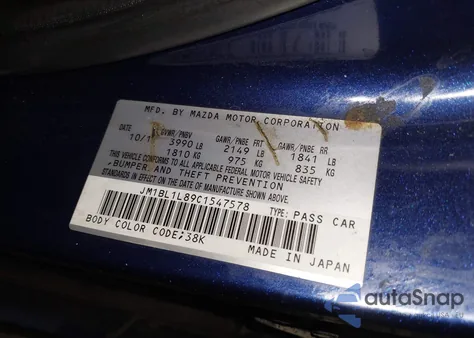 MFD. BY MAZDA MOTOR CORPORATION
DATE GVWR/PNBV GAWR/PNBE FRT GAWR/PNBE RR
10/1 3990 LB 2149 LB 1841 LB
1810 KG 975 KG 835 KG
THIS VEHICLE CONFORMS TO ALL APPLICABLE FEDERAL MOTOR VEHICLE SAFETY
BUMPER, AND THEFT PREVENTION
STANDARDS IN EFFECT ON THE DATE OF MANUFACTURE SHOWN ABOVE.
JM1BL1L89C1547578 TYPE: PASS CAR
BODY COLOR CODE;38K MADE IN JAPAN
autoSnap